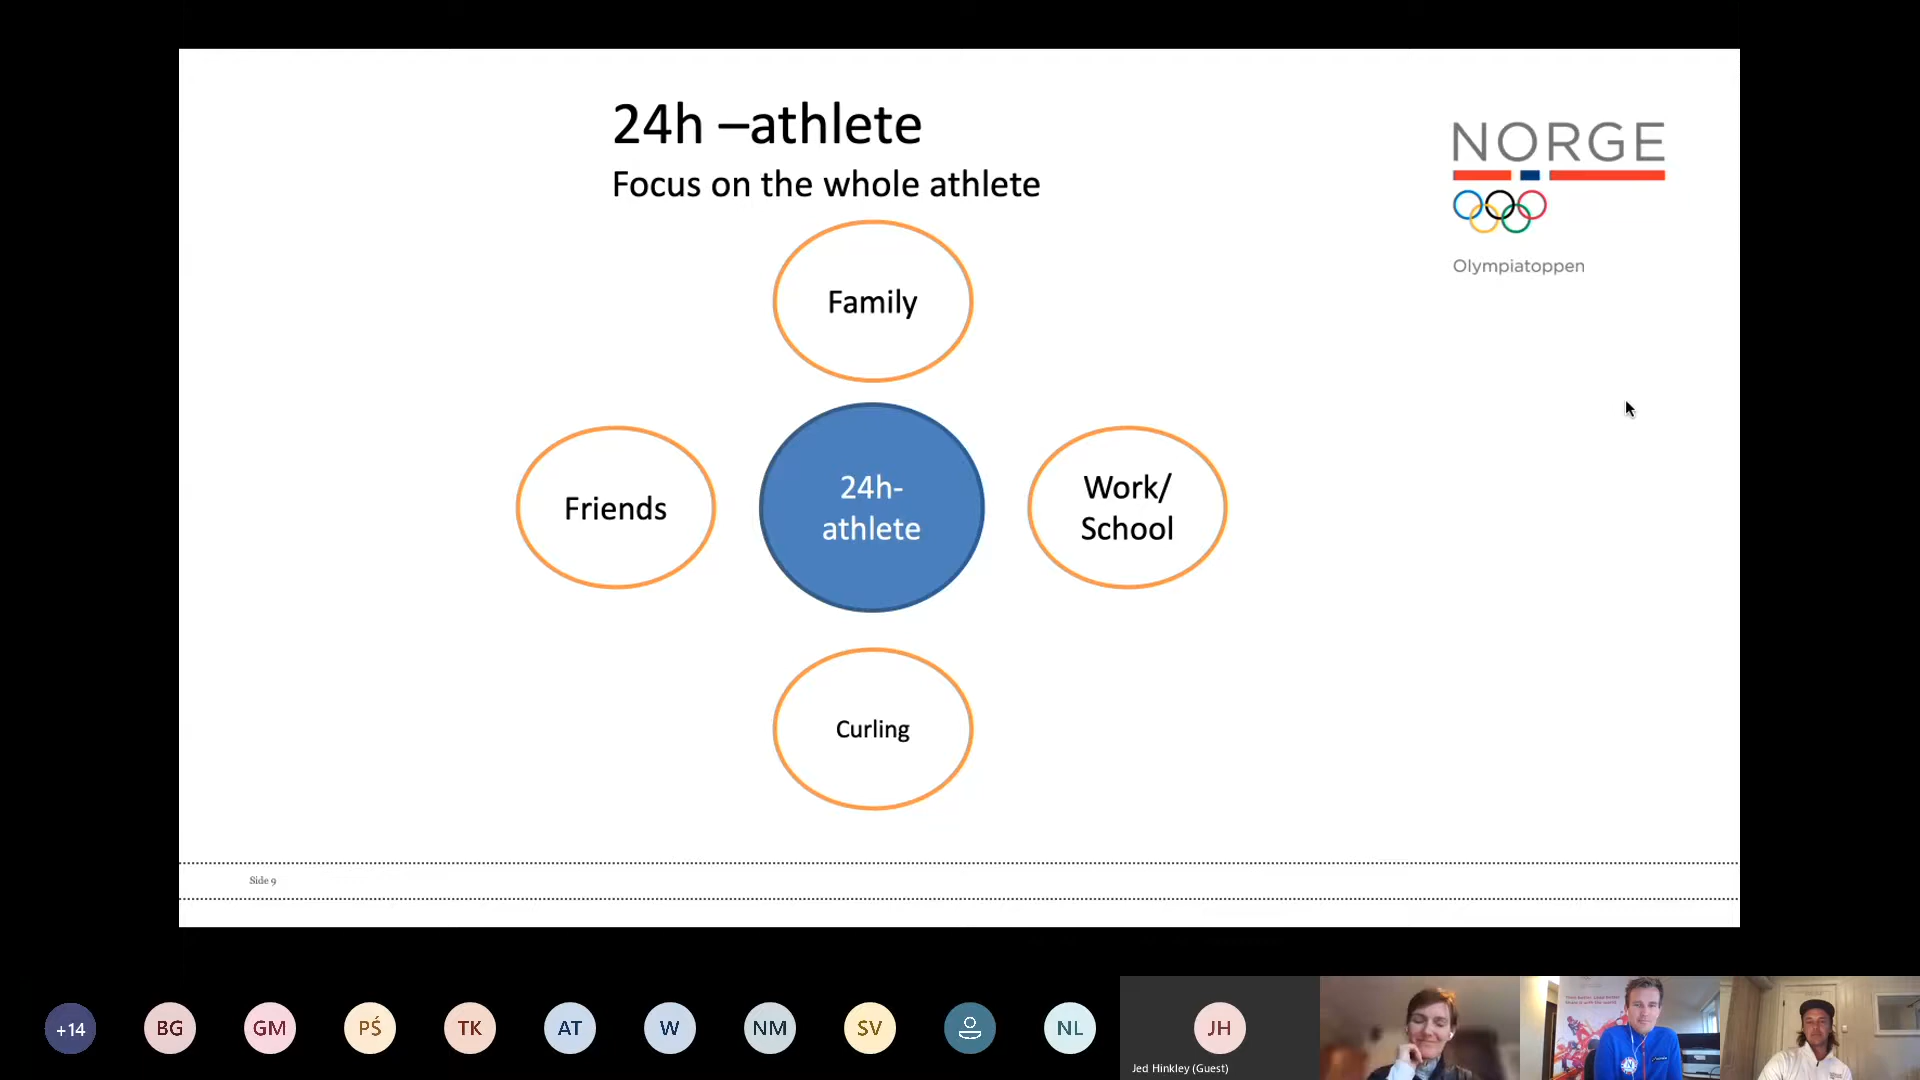 24h –athlete
Focus on the whole athlete
NORGE
Olympiatoppen
Family
Friends
24h-
athlete
Work/
School
Curling
Side 9
+14
BG
GM
PŚ
TK
AT
W
NM
SV
NL
JH
Jed Hinkley (Guest)